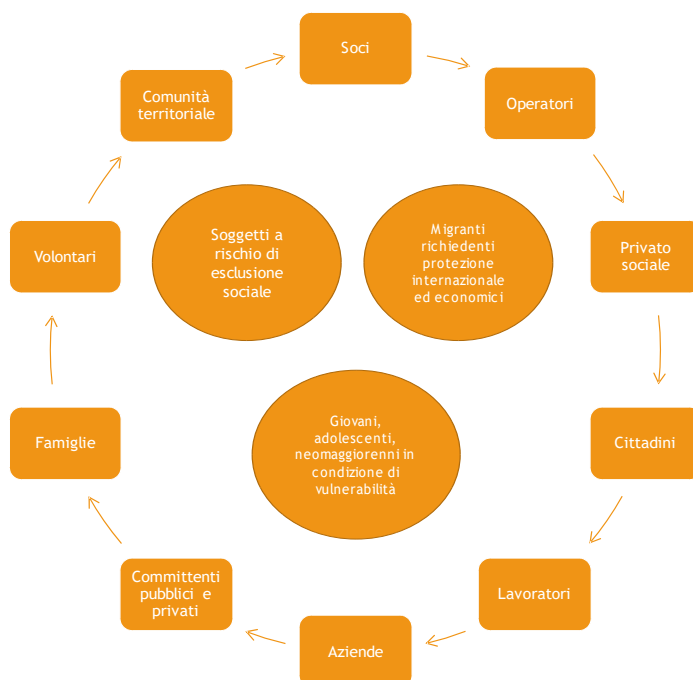 Soci
Operatori
Privato
sociale
Cittadini
Lavoratori
Aziende
Committenti
pubblici e
privati
Famiglie
Volontari
Comunità
territoriale
Soggetti a
rischio di
esclusione
sociale
Migranti
richiedenti
protezione
internazionale
ed economici
Giovani,
adolescenti,
neomaggiorenni in
condizione di
vulnerabilità